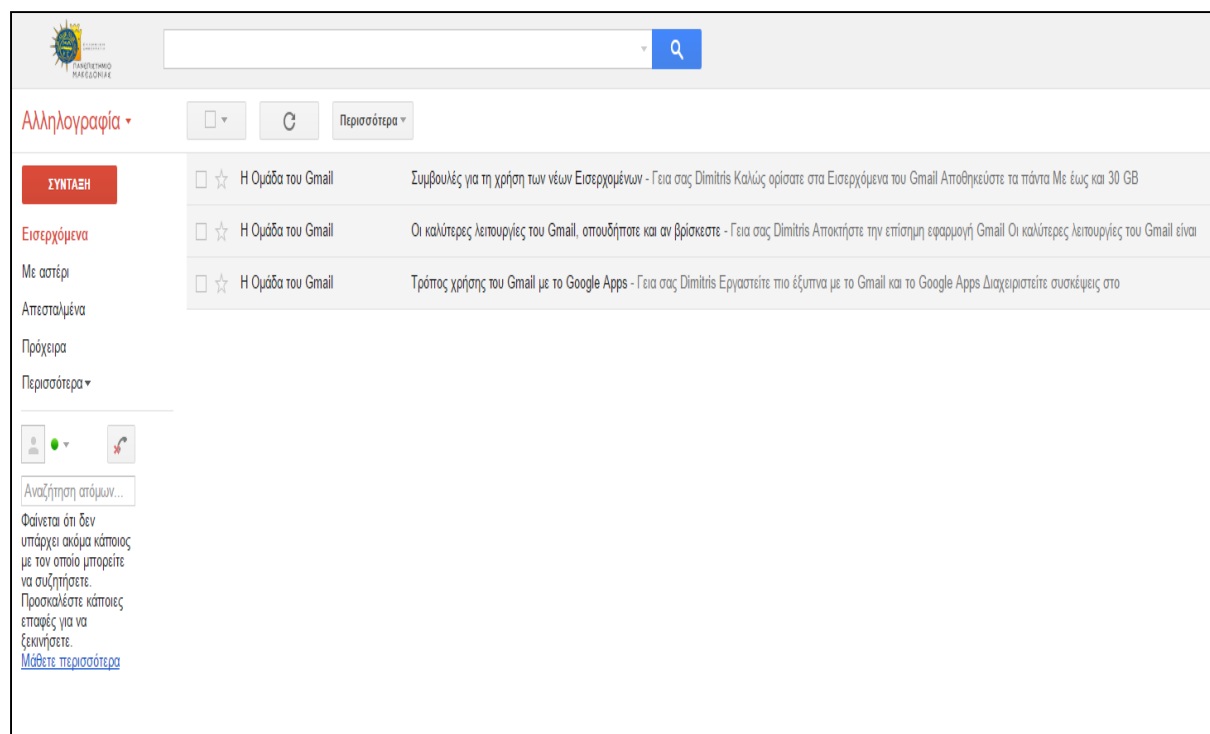 ΠΑΝΕΠΙΣΤΗΜΙΟ
ΜΑΚΕΔΟΝΙΑΣ
Αλληλογραφία
Περισσότερα
ΣΥΝΤΑΞΗ
Η Ομάδα του Gmail Συμβουλές για τη χρήση των νέων Εισερχομένων - Γεια σας Dimitris Καλώς ορίσατε στα Εισερχόμενα του Gmail Αποθηκεύστε τα πάντα Με έως και 30 GB
Εισερχόμενα
Η Ομάδα του Gmail Οι καλύτερες λειτουργίες του Gmail, οπουδήποτε και αν βρίσκεστε - Γεια σας Dimitris Αποκτήστε την επίσημη εφαρμογή Gmail Οι καλύτερες λειτουργίες του Gmail είναι
Με αστέρι
Η Ομάδα του Gmail Τρόπος χρήσης του Gmail με το Google Apps - Γεια σας Dimitris Εργαστείτε πιο έξυπνα με το Gmail και το Google Apps Διαχειριστείτε συσκέψεις στο
Απεσταλμένα
Πρόχειρα
Περισσότερα
Αναζήτηση ατόμων...
Φαίνεται ότι δεν
υπάρχει ακόμα κάποιος
με τον οποίο μπορείτε
να συζητήσετε.
Προσκαλέστε κάποιες
επαφές για να
ξεκινήσετε.
Μάθετε περισσότερα